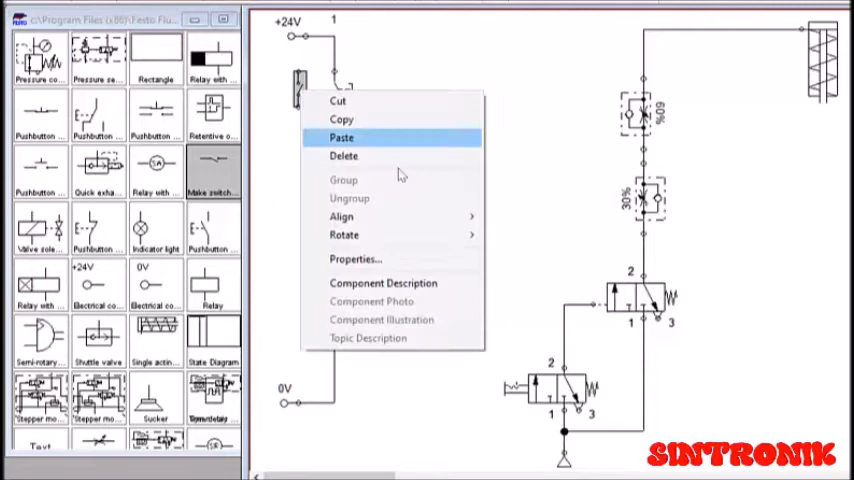 c:\Program Files (x86)\Festo Flu...
FESTO
Pressure co...
Pressure se...
Rectangle
Relay with ...
Pushbutton ...
Pushbutton ...
Pushbutton ...
Retentive o...
Pushbutton ...
Quick exha...
Relay with ...
Make switch...
Valve sole...
Pushbutton ...
Indicator light
Pushbutton ...
+24V
0V
Relay with ...
Electrical co...
Electrical co...
Relay
Semi-rotary...
Shuttle valve
Single actin...
State Diagram
Stepper mo...
Stepper mo...
Sucker
Text
+24V
1
Cut
Copy
Paste
Delete
Group
Ungroup
Align
Rotate
Properties...
Component Description
Component Photo
Component Illustration
Topic Description
0V
60%
30%
2
1
3
2
1
3
SINTRONIK